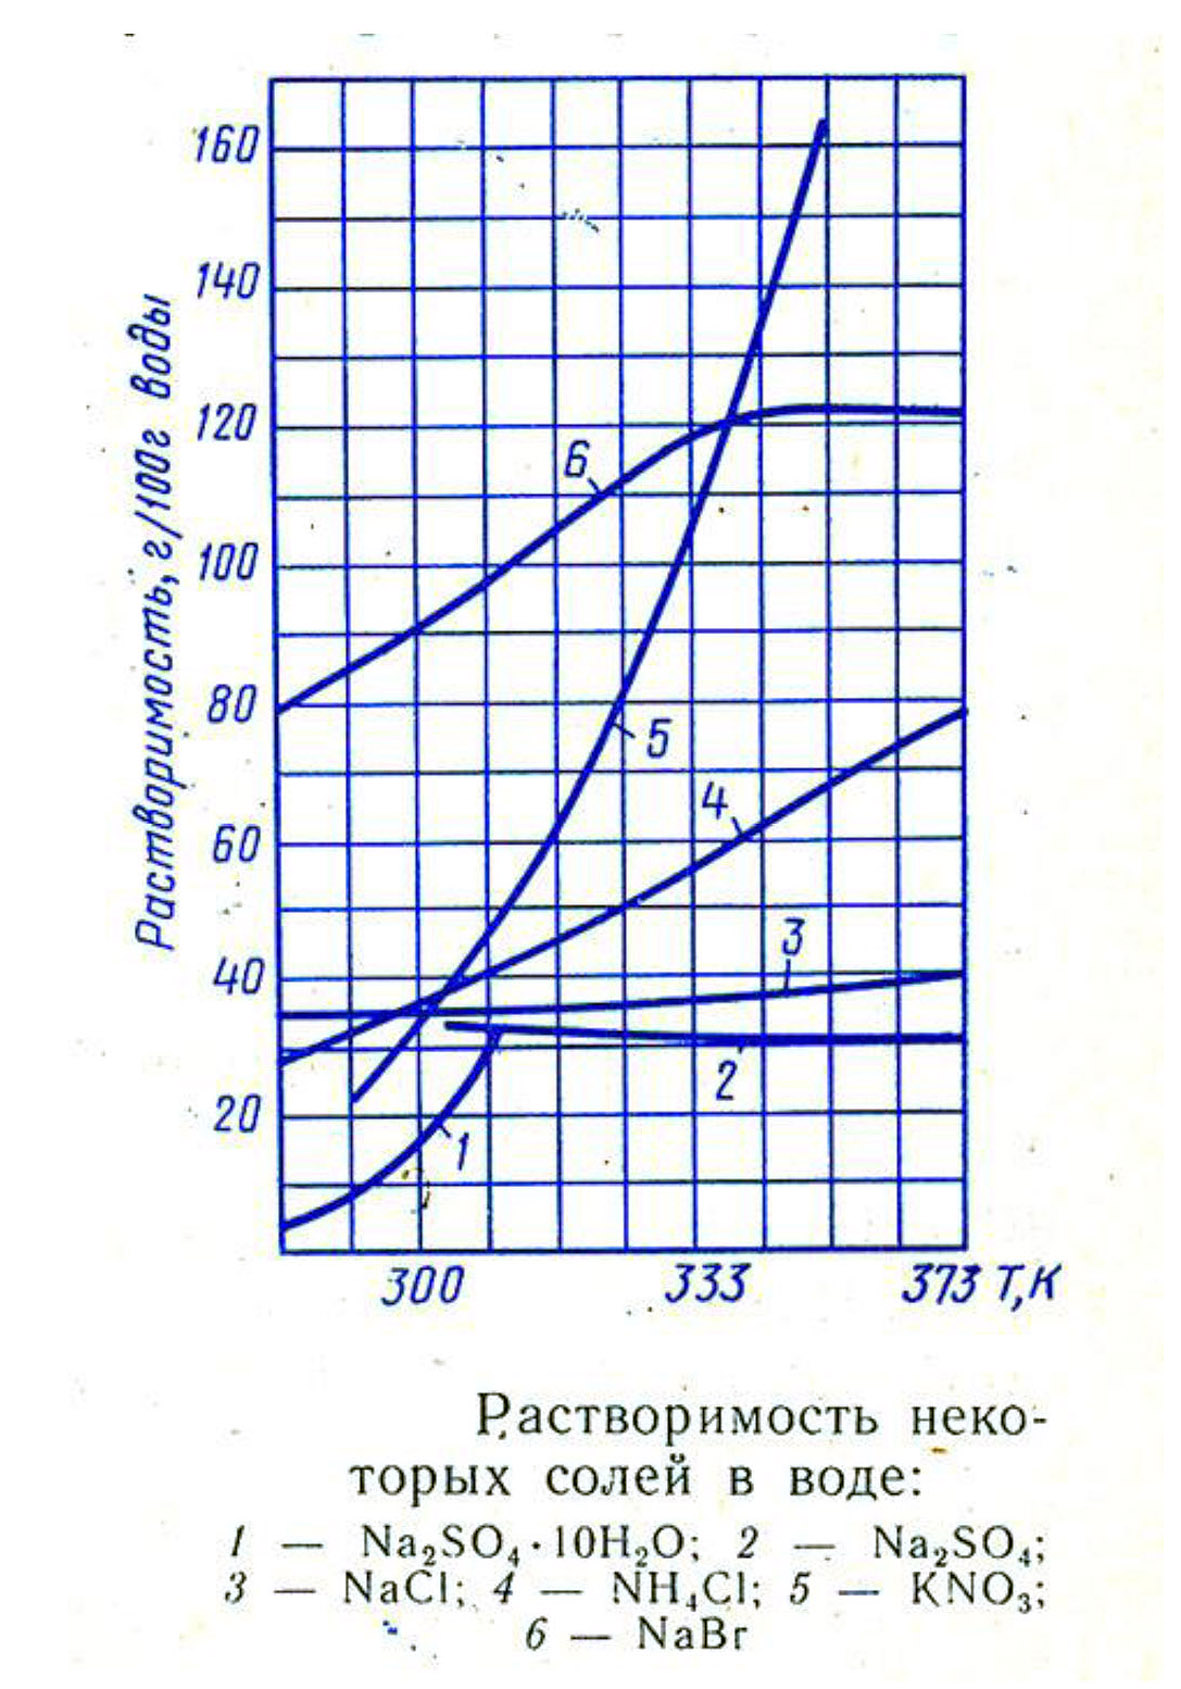 160
140
120
100
80
60
40
20
Растворимость, г/100г воды
6
5
4
3
2
1
300 333 373 Т,К
Растворимость неко-
торых солей в воде:
1 — Na₂SO₄·10H₂O; 2 — Na₂SO₄;
3 — NaCl; 4 — NH₄Cl; 5 — KNO₃;
6 — NaBr